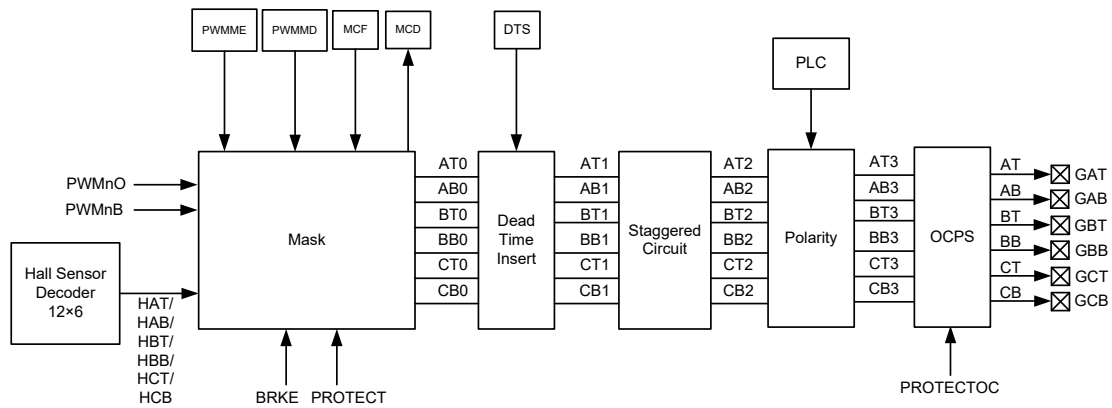 PWMME
PWMMD
MCF
MCD
DTS
PLC
PWMnO
PWMnB
Hall Sensor
Decoder
12×6
HAT/
HAB/
HBT/
HBB/
HCT/
HCB
Mask
BRKE
PROTECT
AT0
AB0
BT0
BB0
CT0
CB0
Dead
Time
Insert
AT1
AB1
BT1
BB1
CT1
CB1
Staggered
Circuit
AT2
AB2
BT2
BB2
CT2
CB2
Polarity
AT3
AB3
BT3
BB3
CT3
CB3
OCPS
PROTECTOC
AT
AB
BT
BB
CT
CB
GAT
GAB
GBT
GBB
GCT
GCB